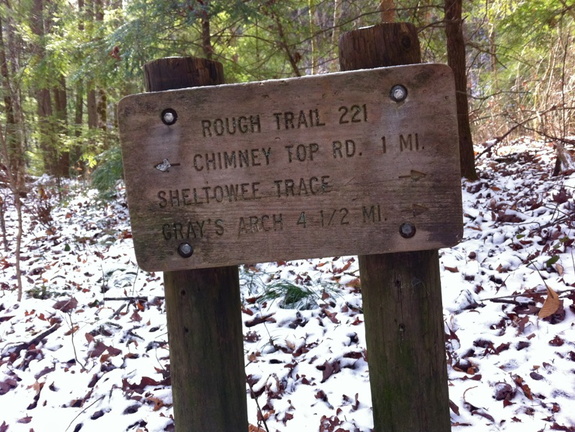 ROUGH TRAIL 221
← CHIMNEY TOP RD. 1 MI.
SHELTOWEE TRACE →
GRAY'S ARCH 4 1/2 MI. →